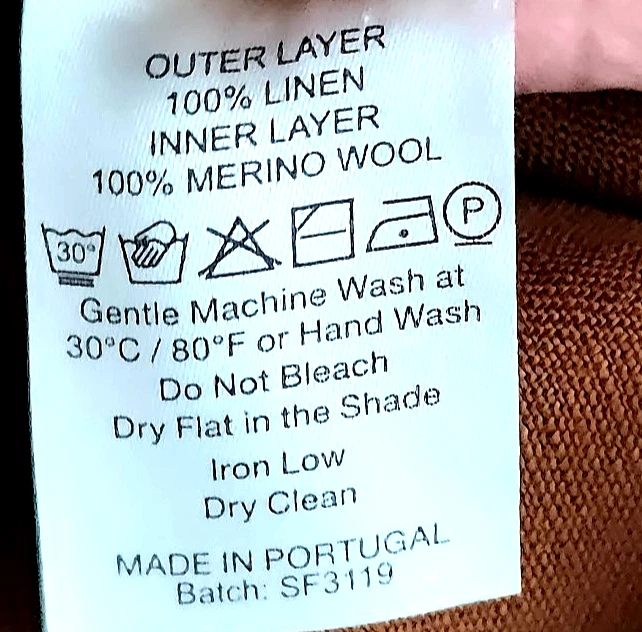 OUTER LAYER
100% LINEN
INNER LAYER
100% MERINO WOOL
30° P
Gentle Machine Wash at
30°C / 80°F or Hand Wash
Do Not Bleach
Dry Flat in the Shade
Iron Low
Dry Clean
MADE IN PORTUGAL
Batch: SF3119